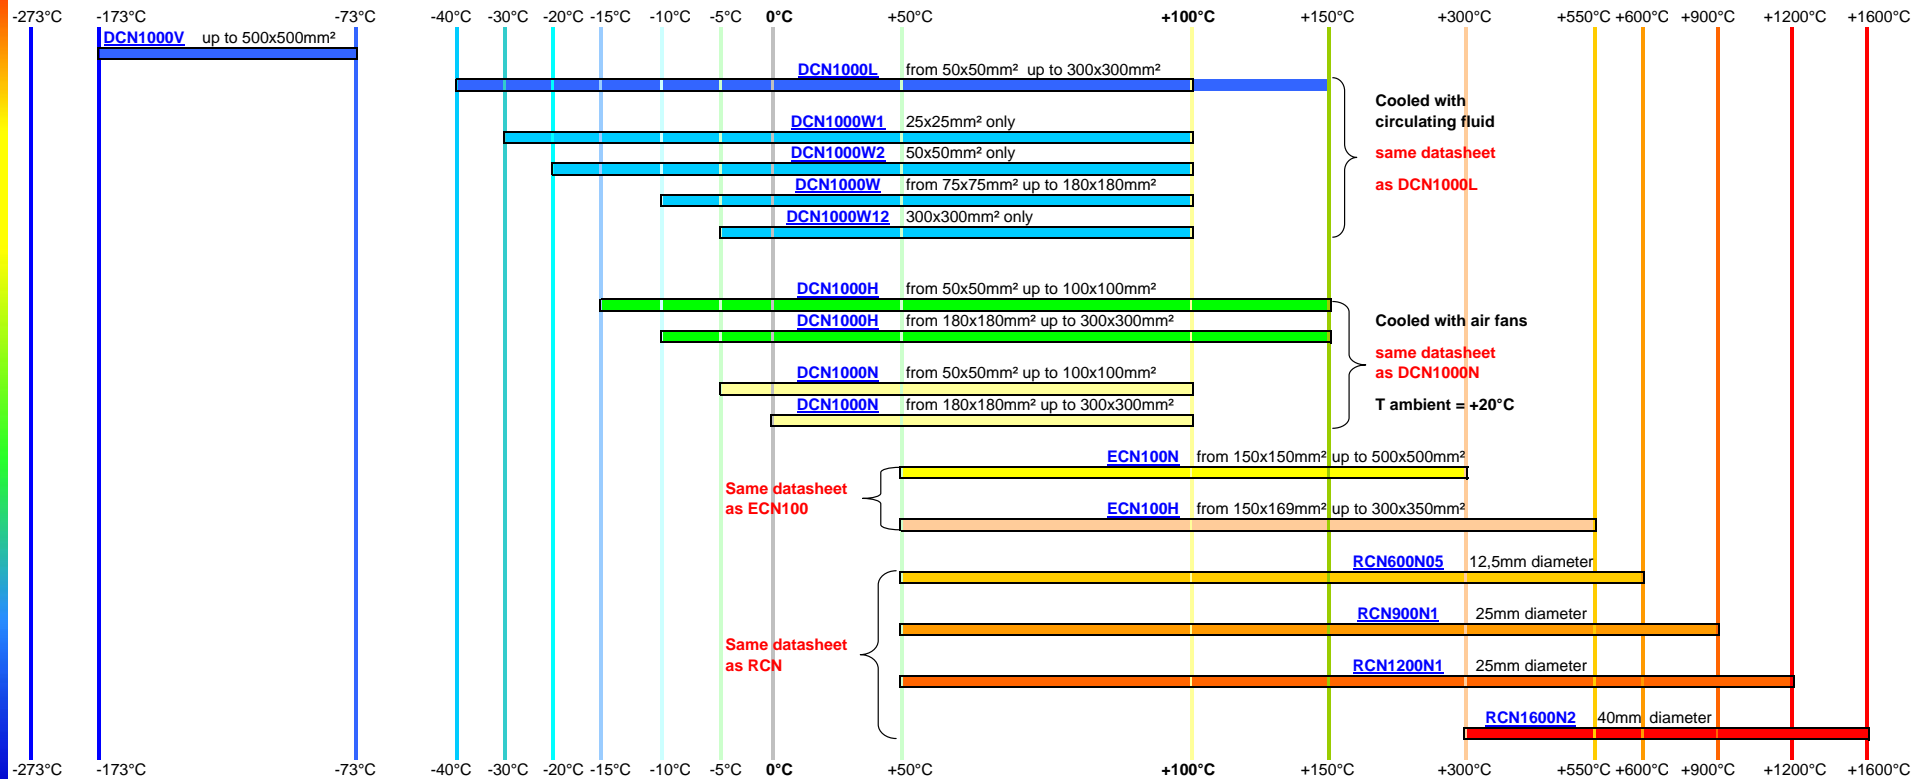 -273°C -173°C -73°C -40°C -30°C -20°C -15°C -10°C -5°C 0°C +50°C +100°C +150°C +300°C +550°C +600°C +900°C +1200°C +1600°C
DCN1000V up to 500x500mm²
DCN1000L from 50x50mm² up to 300x300mm²
Cooled with
circulating fluid
DCN1000W1 25x25mm² only
DCN1000W2 50x50mm² only
same datasheet
DCN1000W from 75x75mm² up to 180x180mm²
as DCN1000L
DCN1000W12 300x300mm² only
DCN1000H from 50x50mm² up to 100x100mm²
DCN1000H from 180x180mm² up to 300x300mm²
Cooled with air fans
same datasheet
as DCN1000N
DCN1000N from 50x50mm² up to 100x100mm²
DCN1000N from 180x180mm² up to 300x300mm²
T ambient = +20°C
ECN100N from 150x150mm² up to 500x500mm²
Same datasheet
as ECN100
ECN100H from 150x169mm² up to 300x350mm²
RCN600N05 12,5mm diameter
RCN900N1 25mm diameter
Same datasheet
as RCN
RCN1200N1 25mm diameter
RCN1600N2 40mm diameter
-273°C -173°C -73°C -40°C -30°C -20°C -15°C -10°C -5°C 0°C +50°C +100°C +150°C +300°C +550°C +600°C +900°C +1200°C +1600°C